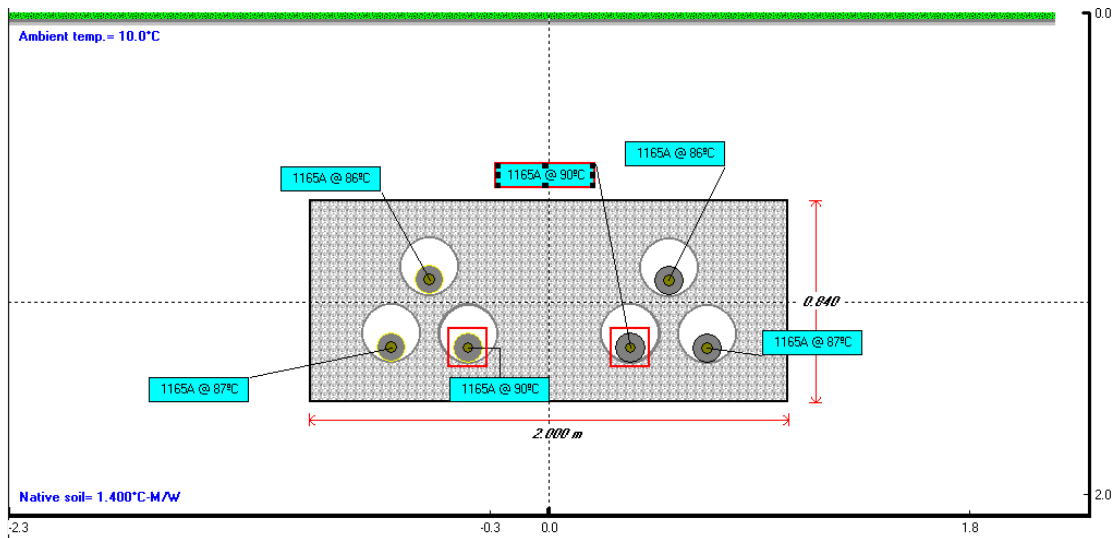 0.0
Ambient temp.= 10.0°C
1165A @ 86ºC
1165A @ 90ºC
1165A @ 86ºC
0.840
1165A @ 87ºC
1165A @ 90ºC
1165A @ 87ºC
2.000 m
Native soil= 1.400°C-M/W
2.0
-2.3
-0.3
0.0
1.8